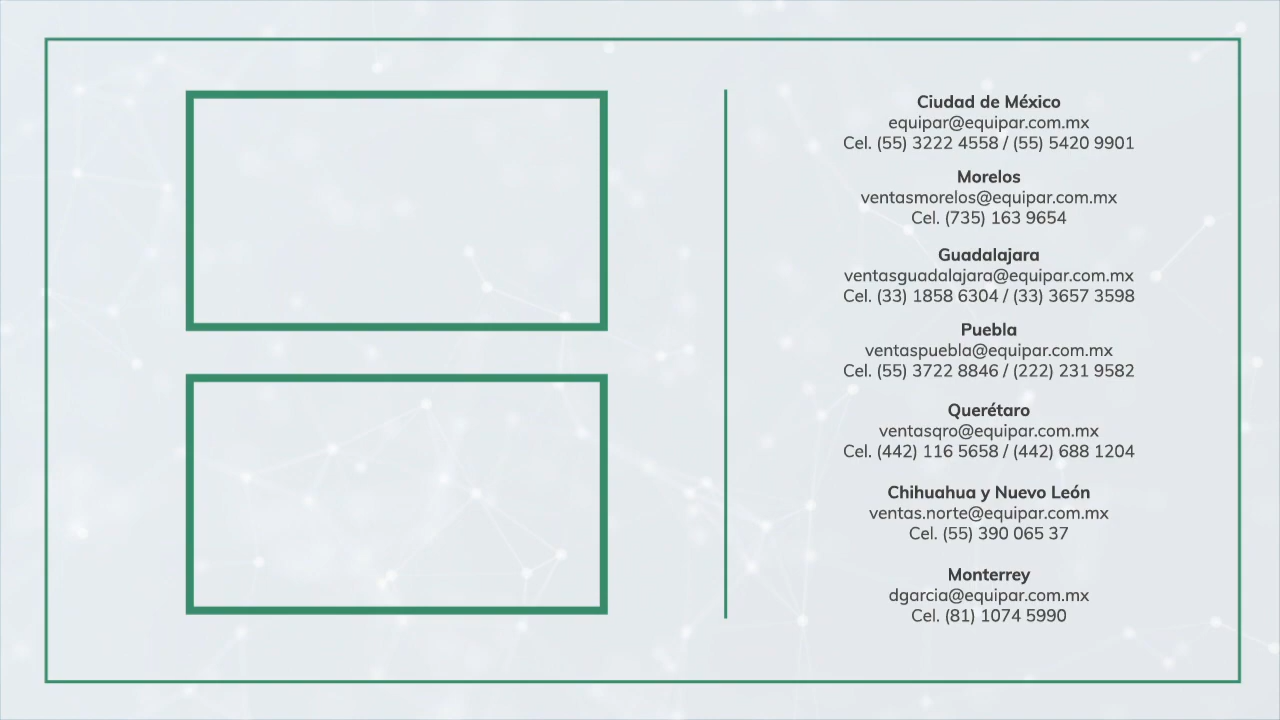 Ciudad de México
equipar@equipar.com.mx
Cel. (55) 3222 4558 / (55) 5420 9901
Morelos
ventasmorelos@equipar.com.mx
Cel. (735) 163 9654
Guadalajara
ventasguadalajara@equipar.com.mx
Cel. (33) 1858 6304 / (33) 3657 3598
Puebla
ventaspuebla@equipar.com.mx
Cel. (55) 3722 8846 / (222) 231 9582
Querétaro
ventasqro@equipar.com.mx
Cel. (442) 116 5658 / (442) 688 1204
Chihuahua y Nuevo León
ventas.norte@equipar.com.mx
Cel. (55) 390 065 37
Monterrey
dgarcia@equipar.com.mx
Cel. (81) 1074 5990